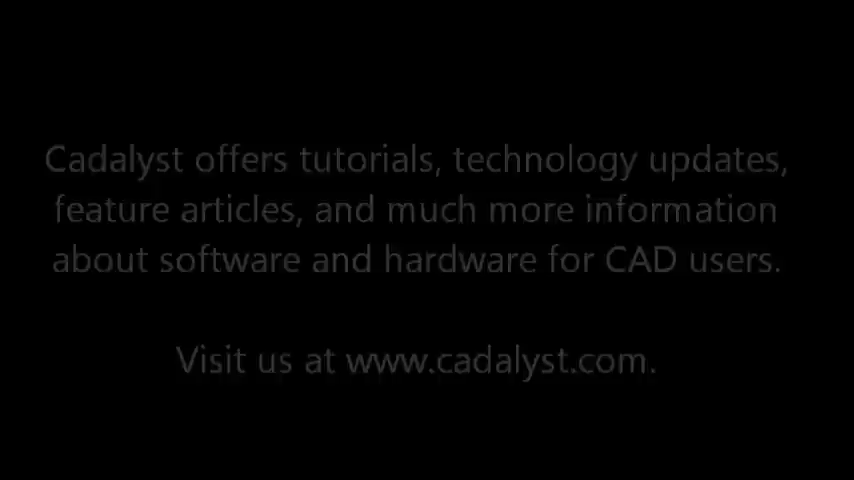 Cadalyst offers tutorials, technology updates,
feature articles, and much more information
about software and hardware for CAD users.
Visit us at www.cadalyst.com.